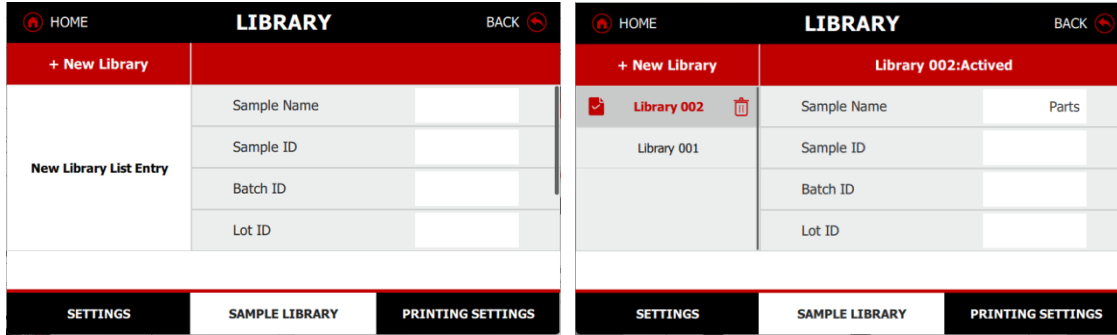 HOME LIBRARY BACK
+ New Library
New Library List Entry
Sample Name
Sample ID
Batch ID
Lot ID
SETTINGS SAMPLE LIBRARY PRINTING SETTINGS
HOME LIBRARY BACK
+ New Library Library 002:Actived
Library 002 Sample Name Parts
Library 001 Sample ID
Batch ID
Lot ID
SETTINGS SAMPLE LIBRARY PRINTING SETTINGS